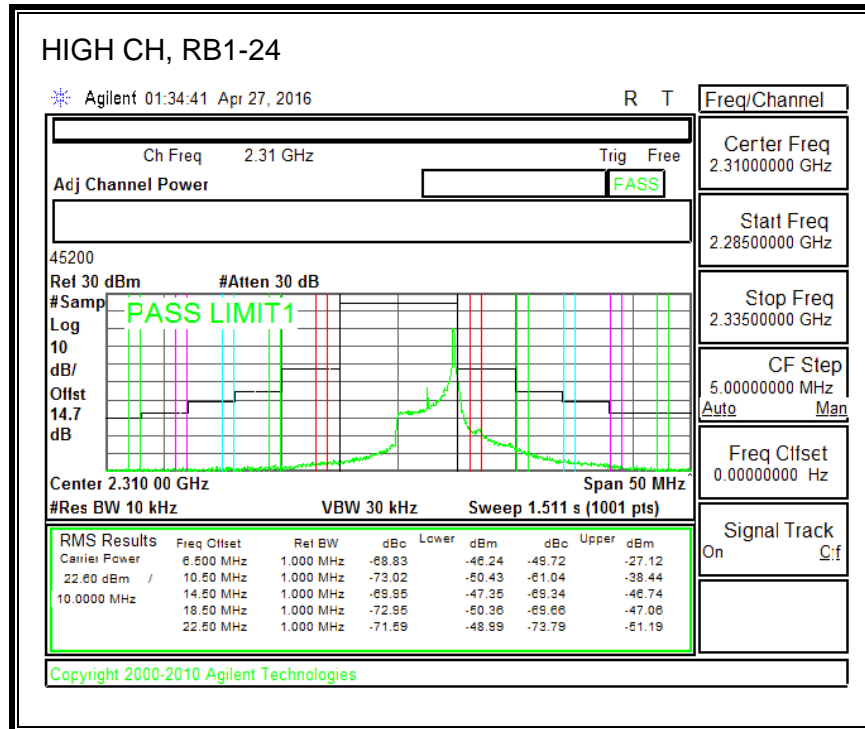 HIGH CH, RB1-24
Agilent 01:34:41 Apr 27, 2016 R T
Freq/Channel
Ch Freq 2.31 GHz Trig Free
Adj Channel Power PASS
Center Freq
2.31000000 GHz
Start Freq
2.28500000 GHz
Stop Freq
2.33500000 GHz
CF Step
5.00000000 MHz
Auto Man
Freq Offset
0.00000000 Hz
Signal Track
On Off
45200
Ref 30 dBm #Atten 30 dB
#Samp
Log
10
dB/
Offst
14.7
dB
PASS LIMIT1
Center 2.310 00 GHz Span 50 MHz
#Res BW 10 kHz VBW 30 kHz Sweep 1.511 s (1001 pts)
RMS Results Freq Offset Ref BW dBc Lower dBm dBc Upper dBm
Carrier Power 6.500 MHz 1.000 MHz -68.83 -46.24 -49.72 -27.12
22.60 dBm / 10.50 MHz 1.000 MHz -73.02 -50.43 -61.04 -38.44
10.0000 MHz 14.50 MHz 1.000 MHz -69.95 -47.35 -69.34 -46.74
18.50 MHz 1.000 MHz -72.95 -50.36 -69.66 -47.06
22.50 MHz 1.000 MHz -71.59 -48.99 -73.79 -51.19
Copyright 2000-2010 Agilent Technologies